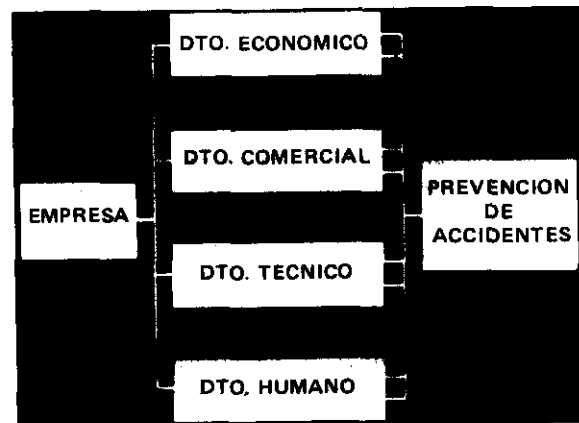 DTO. ECONOMICO
DTO. COMERCIAL
EMPRESA
PREVENCION
DE
ACCIDENTES
DTO. TECNICO
DTO. HUMANO